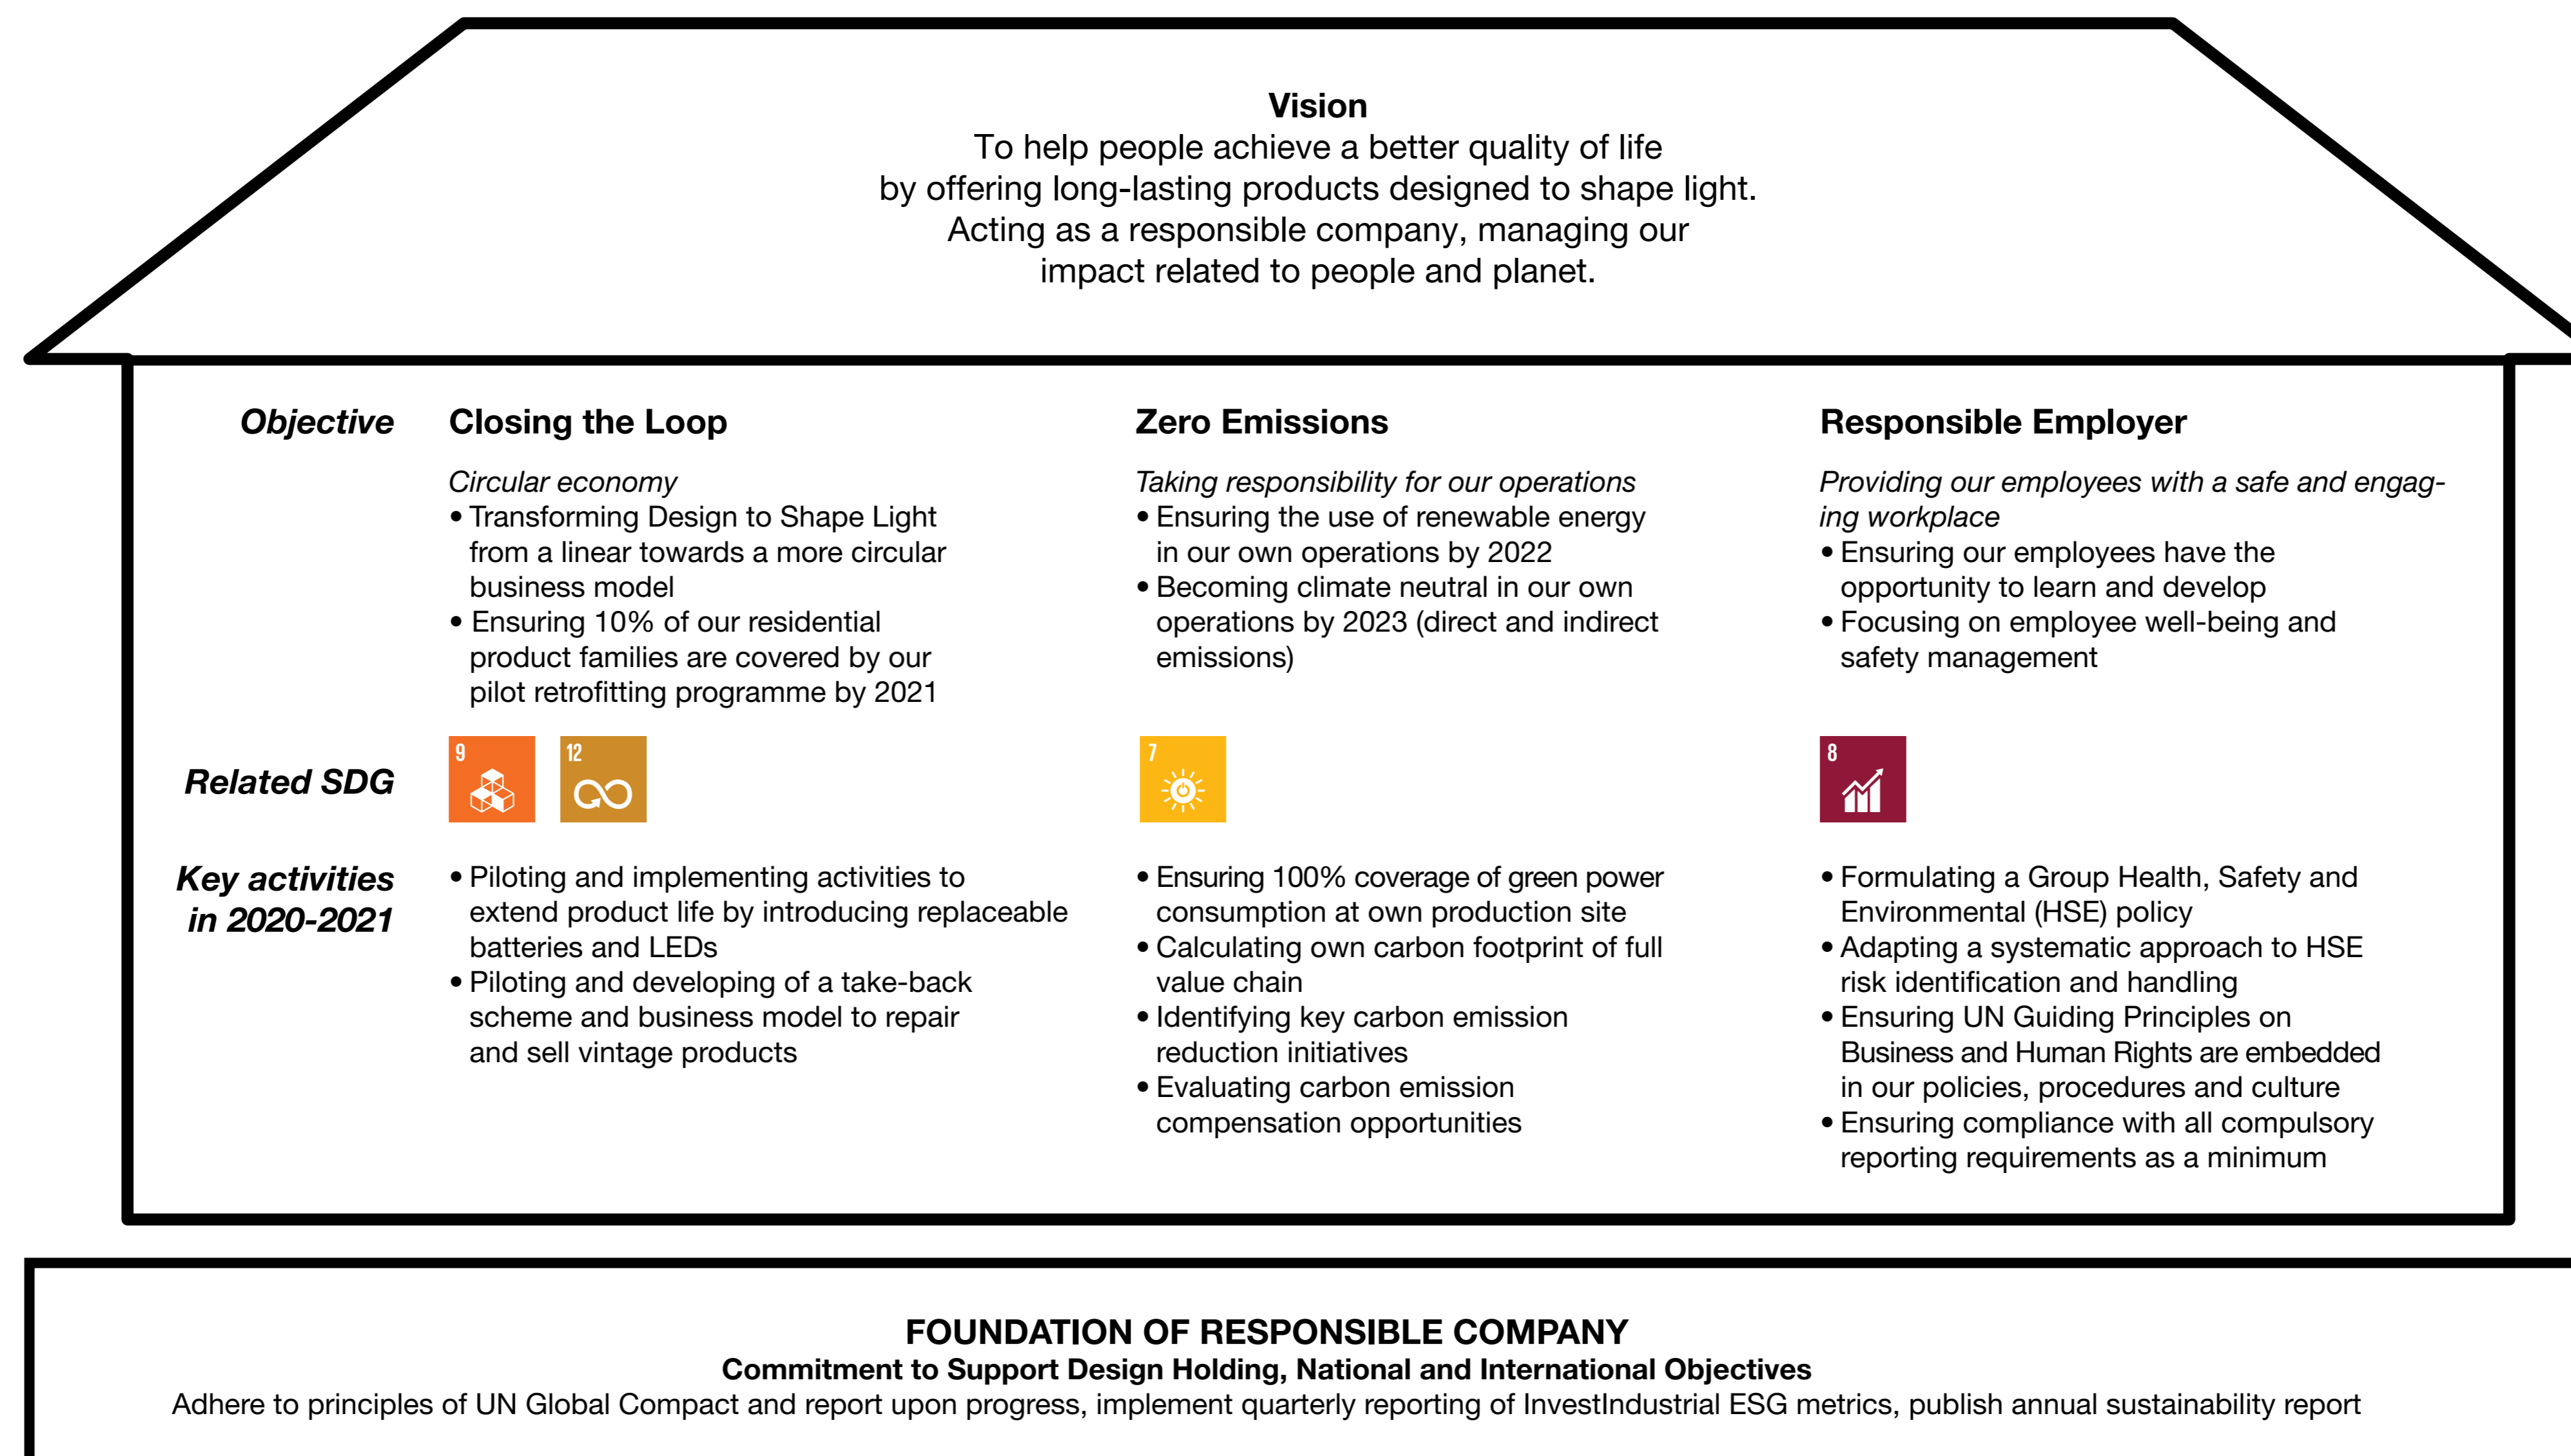 Vision
To help people achieve a better quality of life
by offering long-lasting products designed to shape light.
Acting as a responsible company, managing our
impact related to people and planet.
Objective
Closing the Loop
Circular economy
• Transforming Design to Shape Light
from a linear towards a more circular
business model
• Ensuring 10% of our residential
product families are covered by our
pilot retrofitting programme by 2021
Zero Emissions
Taking responsibility for our operations
• Ensuring the use of renewable energy
in our own operations by 2022
• Becoming climate neutral in our own
operations by 2023 (direct and indirect
emissions)
Responsible Employer
Providing our employees with a safe and engag-
ing workplace
• Ensuring our employees have the
opportunity to learn and develop
• Focusing on employee well-being and
safety management
Related SDG
9
12
7
8
Key activities
in 2020-2021
• Piloting and implementing activities to
extend product life by introducing replaceable
batteries and LEDs
• Piloting and developing of a take-back
scheme and business model to repair
and sell vintage products
• Ensuring 100% coverage of green power
consumption at own production site
• Calculating own carbon footprint of full
value chain
• Identifying key carbon emission
reduction initiatives
• Evaluating carbon emission
compensation opportunities
• Formulating a Group Health, Safety and
Environmental (HSE) policy
• Adapting a systematic approach to HSE
risk identification and handling
• Ensuring UN Guiding Principles on
Business and Human Rights are embedded
in our policies, procedures and culture
• Ensuring compliance with all compulsory
reporting requirements as a minimum
FOUNDATION OF RESPONSIBLE COMPANY
Commitment to Support Design Holding, National and International Objectives
Adhere to principles of UN Global Compact and report upon progress, implement quarterly reporting of InvestIndustrial ESG metrics, publish annual sustainability report